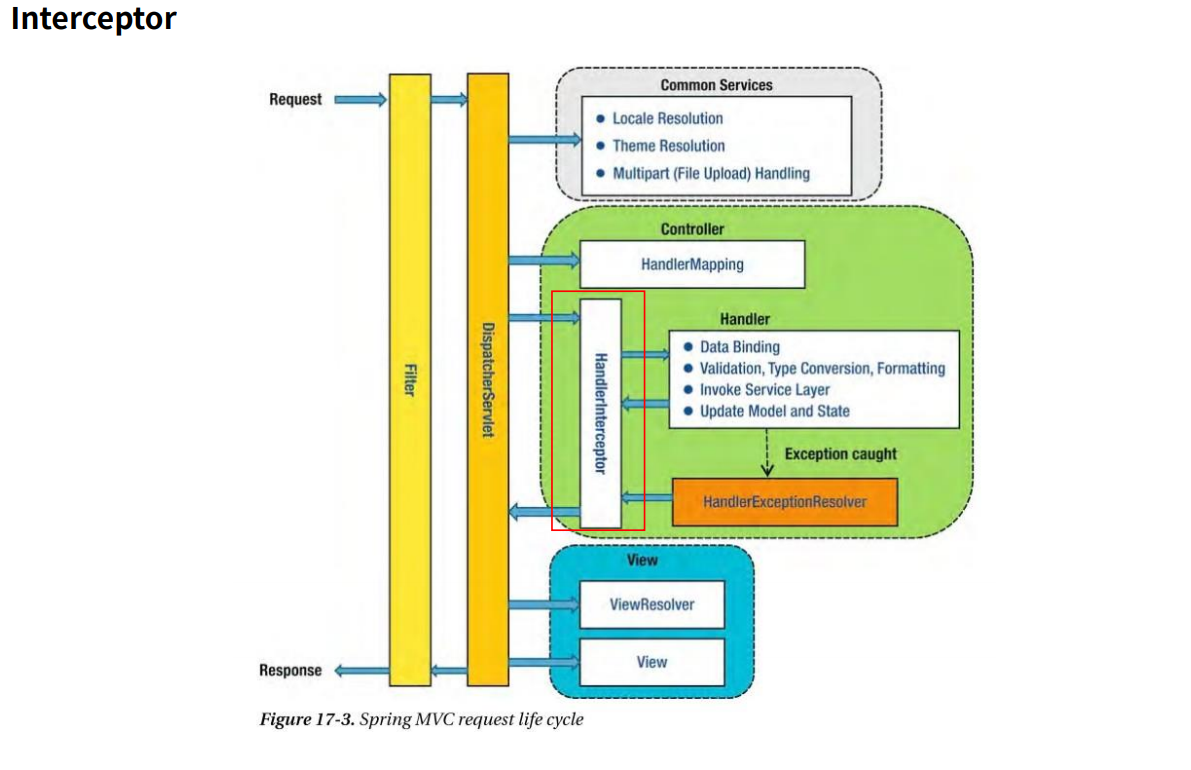 Interceptor
Common Services
Request
Locale Resolution
Theme Resolution
Multipart (File Upload) Handling
Controller
HandlerMapping
Handler
Data Binding
Validation, Type Conversion, Formatting
Invoke Service Layer
Update Model and State
Filter
DispatcherServlet
HandlerInterceptor
Exception caught
HandlerExceptionResolver
View
ViewResolver
View
Response
Figure 17-3. Spring MVC request life cycle